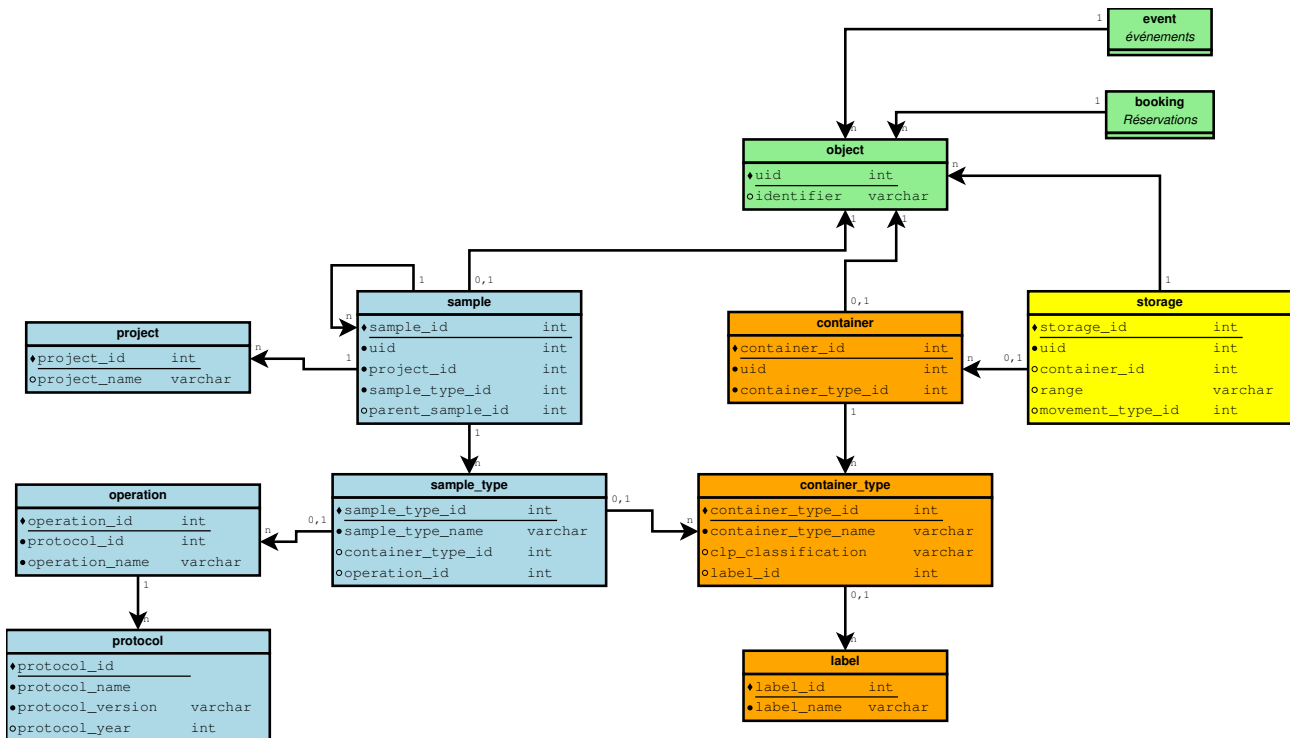 event
événements
1
booking
Réservations
1
n
n
object
uid int
identifier varchar
n
1
1
0,1
1
n
sample
sample_id int
uid int
project_id int
sample_type_id int
parent_sample_id int
project
project_id int
project_name varchar
n
1
0,1
container
container_id int
uid int
container_type_id int
1
storage
storage_id int
uid int
container_id int
range varchar
movement_type_id int
n
0,1
1
n
1
n
operation
operation_id int
protocol_id int
operation_name varchar
n
0,1
sample_type
sample_type_id int
sample_type_name varchar
container_type_id int
operation_id int
0,1
n
container_type
container_type_id int
container_type_name varchar
clp_classification varchar
label_id int
1
n
0,1
n
protocol
protocol_id
protocol_name
protocol_version varchar
protocol_year int
label
label_id int
label_name varchar